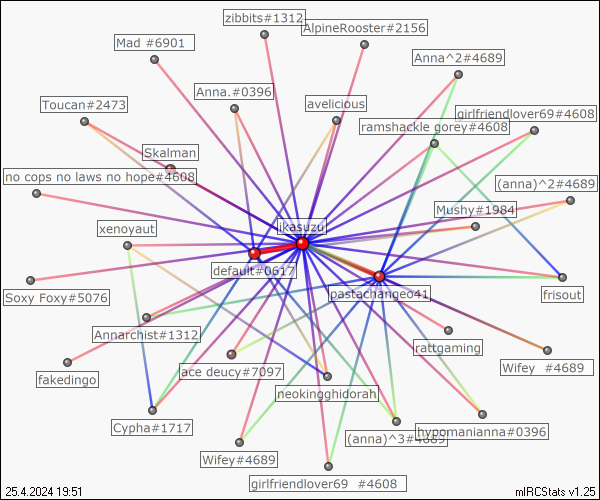 zibbits#1312
AlpineRooster#2156
Mad #6901
Anna^2#4689
Anna.#0396
avelicious
Toucan#2473
girlfriendlover69#4608
ramshackle gorey#4608
Skalman
no cops no laws no hope#4608
(anna)^2#4689
Mushy#1984
ikasuzu
xenoyaut
default#0617
pastachangeo41
frisout
Soxy Foxy#5076
Annarchist#1312
rattgaming
fakedingo
ace deucy#7097
Wifey #4689
neokingghidorah
Cypha#1717
hypomanianna#0396
(anna)^3#4689
Wifey#4689
girlfriendlover69 #4608
25.4.2024 19:51
mIRCStats v1.25